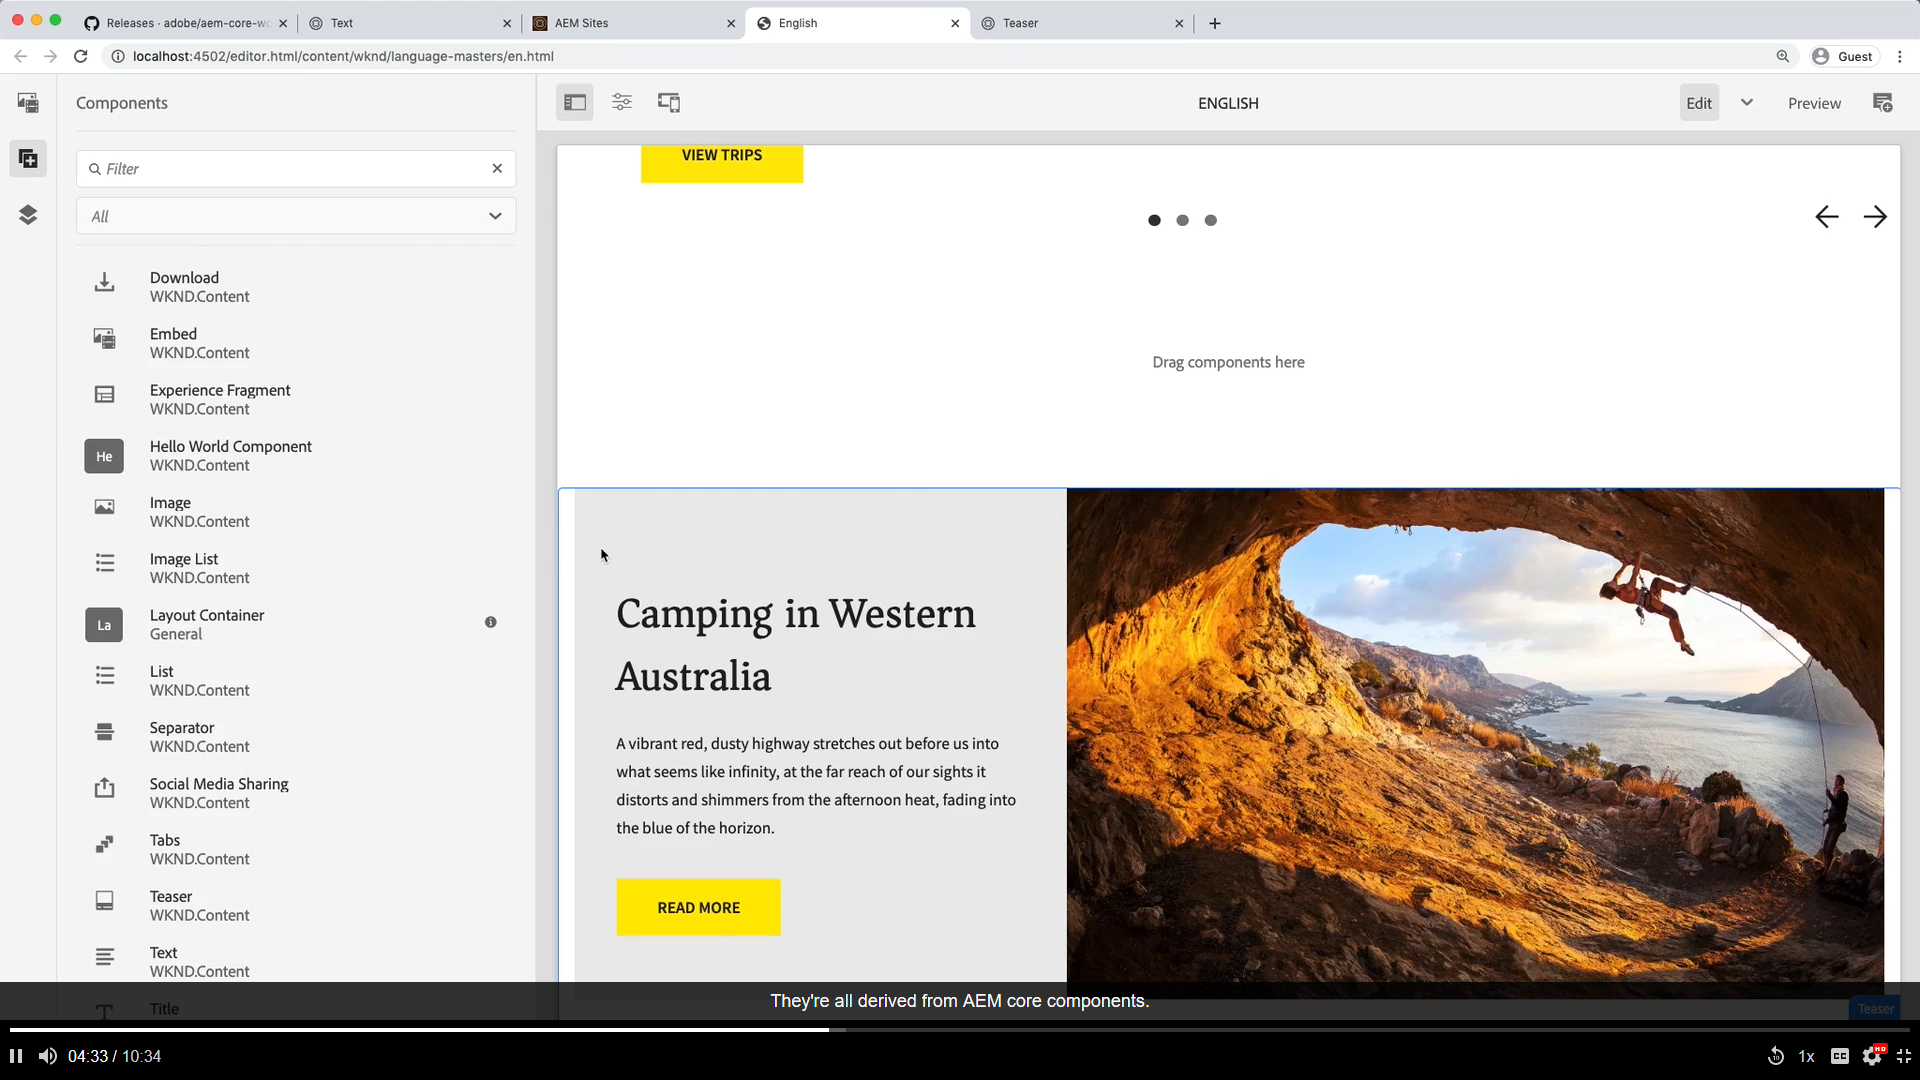 Releases · adobe/aem-core-wc
Text
AEM Sites
English
Teaser
localhost:4502/editor.html/content/wknd/language-masters/en.html
Guest
Components
ENGLISH
Edit
Preview
Filter
All
Download
WKND.Content
Embed
WKND.Content
Experience Fragment
WKND.Content
He
Hello World Component
WKND.Content
Image
WKND.Content
Image List
WKND.Content
La
Layout Container
General
List
WKND.Content
Separator
WKND.Content
Social Media Sharing
WKND.Content
Tabs
WKND.Content
Teaser
WKND.Content
Text
WKND.Content
Title
VIEW TRIPS
Drag components here
Camping in Western
Australia
A vibrant red, dusty highway stretches out before us into
what seems like infinity, at the far reach of our sights it
distorts and shimmers from the afternoon heat, fading into
the blue of the horizon.
READ MORE
Teaser
They're all derived from AEM core components.
04:33 / 10:34
10
1x
CC
HD